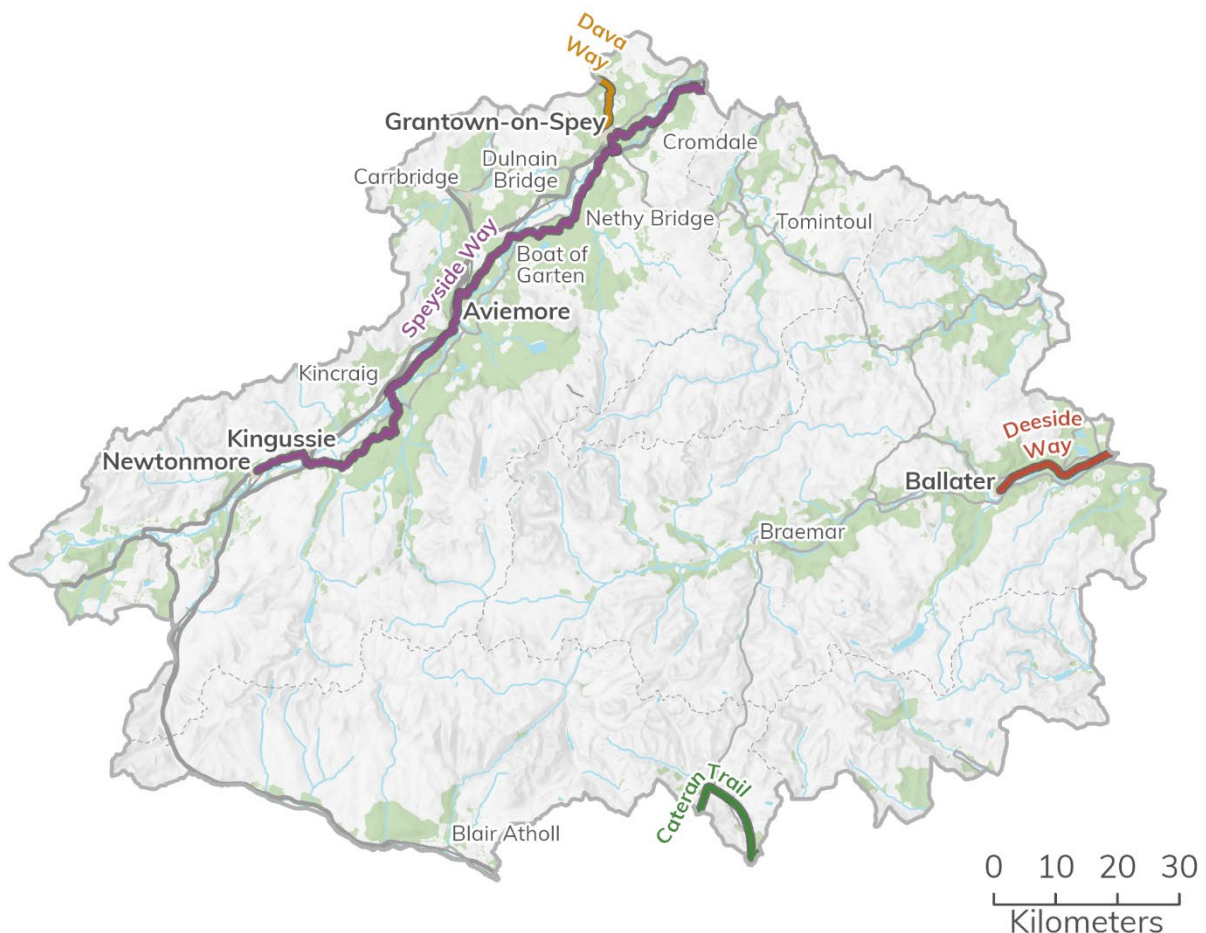 Dava
Way
Grantown-on-Spey
Cromdale
Dulnain
Bridge
Carrbridge
Nethy Bridge
Tomintoul
Speyside Way
Boat of
Garten
Aviemore
Kincraig
Kingussie
Newtonmore
Deeside
Way
Ballater
Braemar
Cateran Trail
Blair Atholl
0 10 20 30
Kilometers